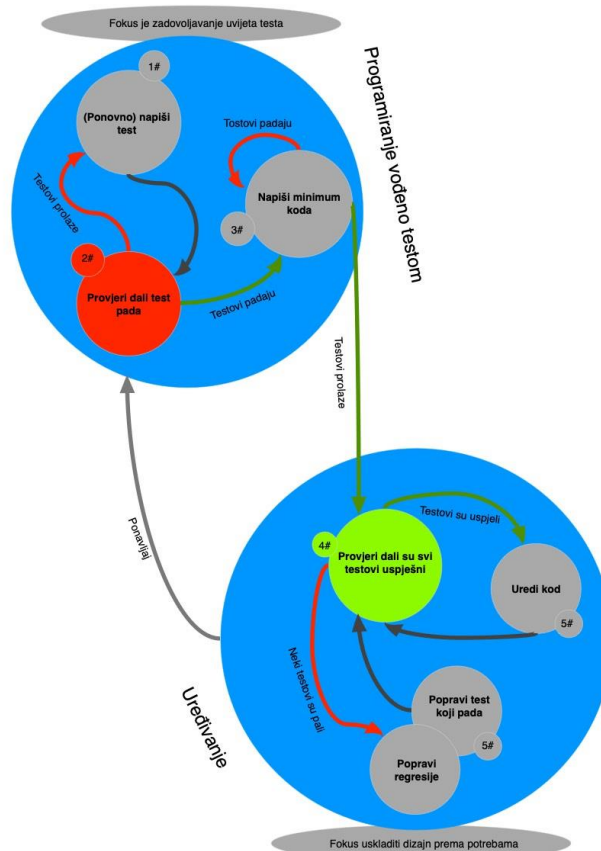 Fokus je zadovoljavanje uvijeta testa
1#
(Ponovno) napiši
test
Tostovi padaju
Programiranje vođeno testom
Napiši minimum
koda
3#
Testovi prolaze
2#
Provjeri dali test
pada
Testovi padaju
Testovi prolaze
Ponavljaj
Testovi su uspjeli
4#
Provjeri dali su svi
testovi uspješni
Uredi kod
5#
Neki testovi su pali
Uređivanje
Popravi test
koji pada
5#
Popravi
regresije
Fokus uskladiti dizajn prema potrebama